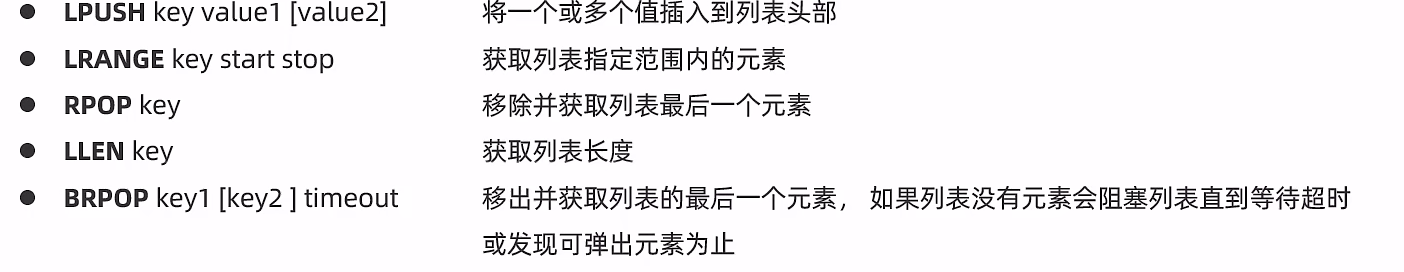 ● LPUSH key value1 [value2] 将一个或多个值插入到列表头部
● LRANGE key start stop 获取列表指定范围内的元素
● RPOP key 移除并获取列表最后一个元素
● LLEN key 获取列表长度
● BRPOP key1 [key2 ] timeout 移出并获取列表的最后一个元素， 如果列表没有元素会阻塞列表直到等待超时
或发现可弹出元素为止